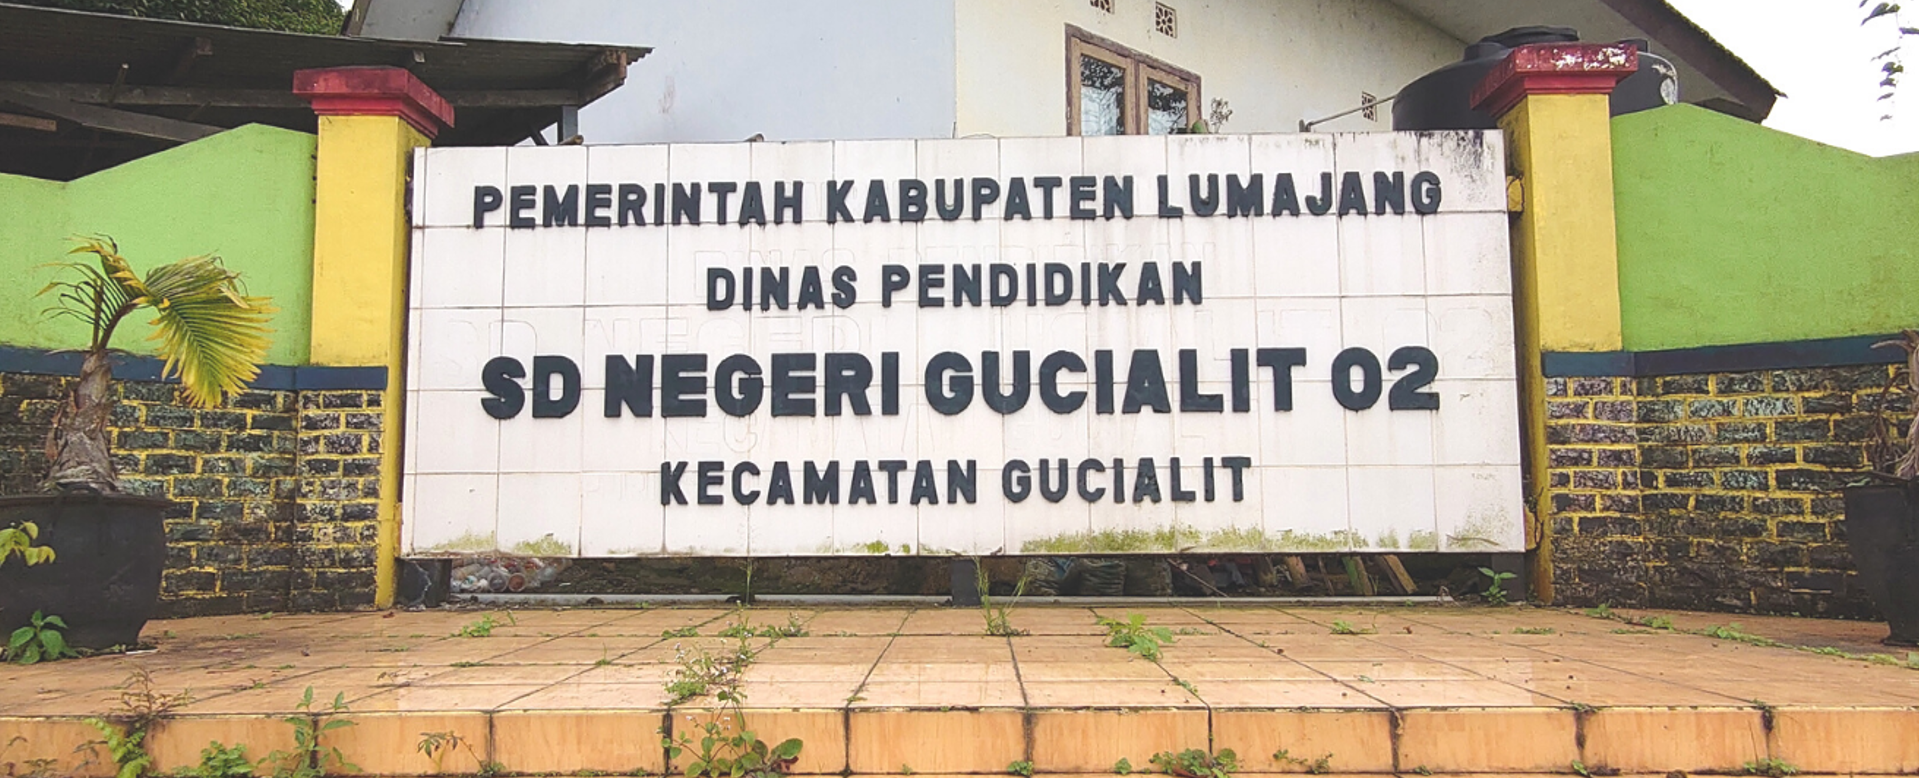 PEMERINTAH KABUPATEN LUMAJANG
DINAS PENDIDIKAN
SD NEGERI GUCIALIT 02
KECAMATAN GUCIALIT